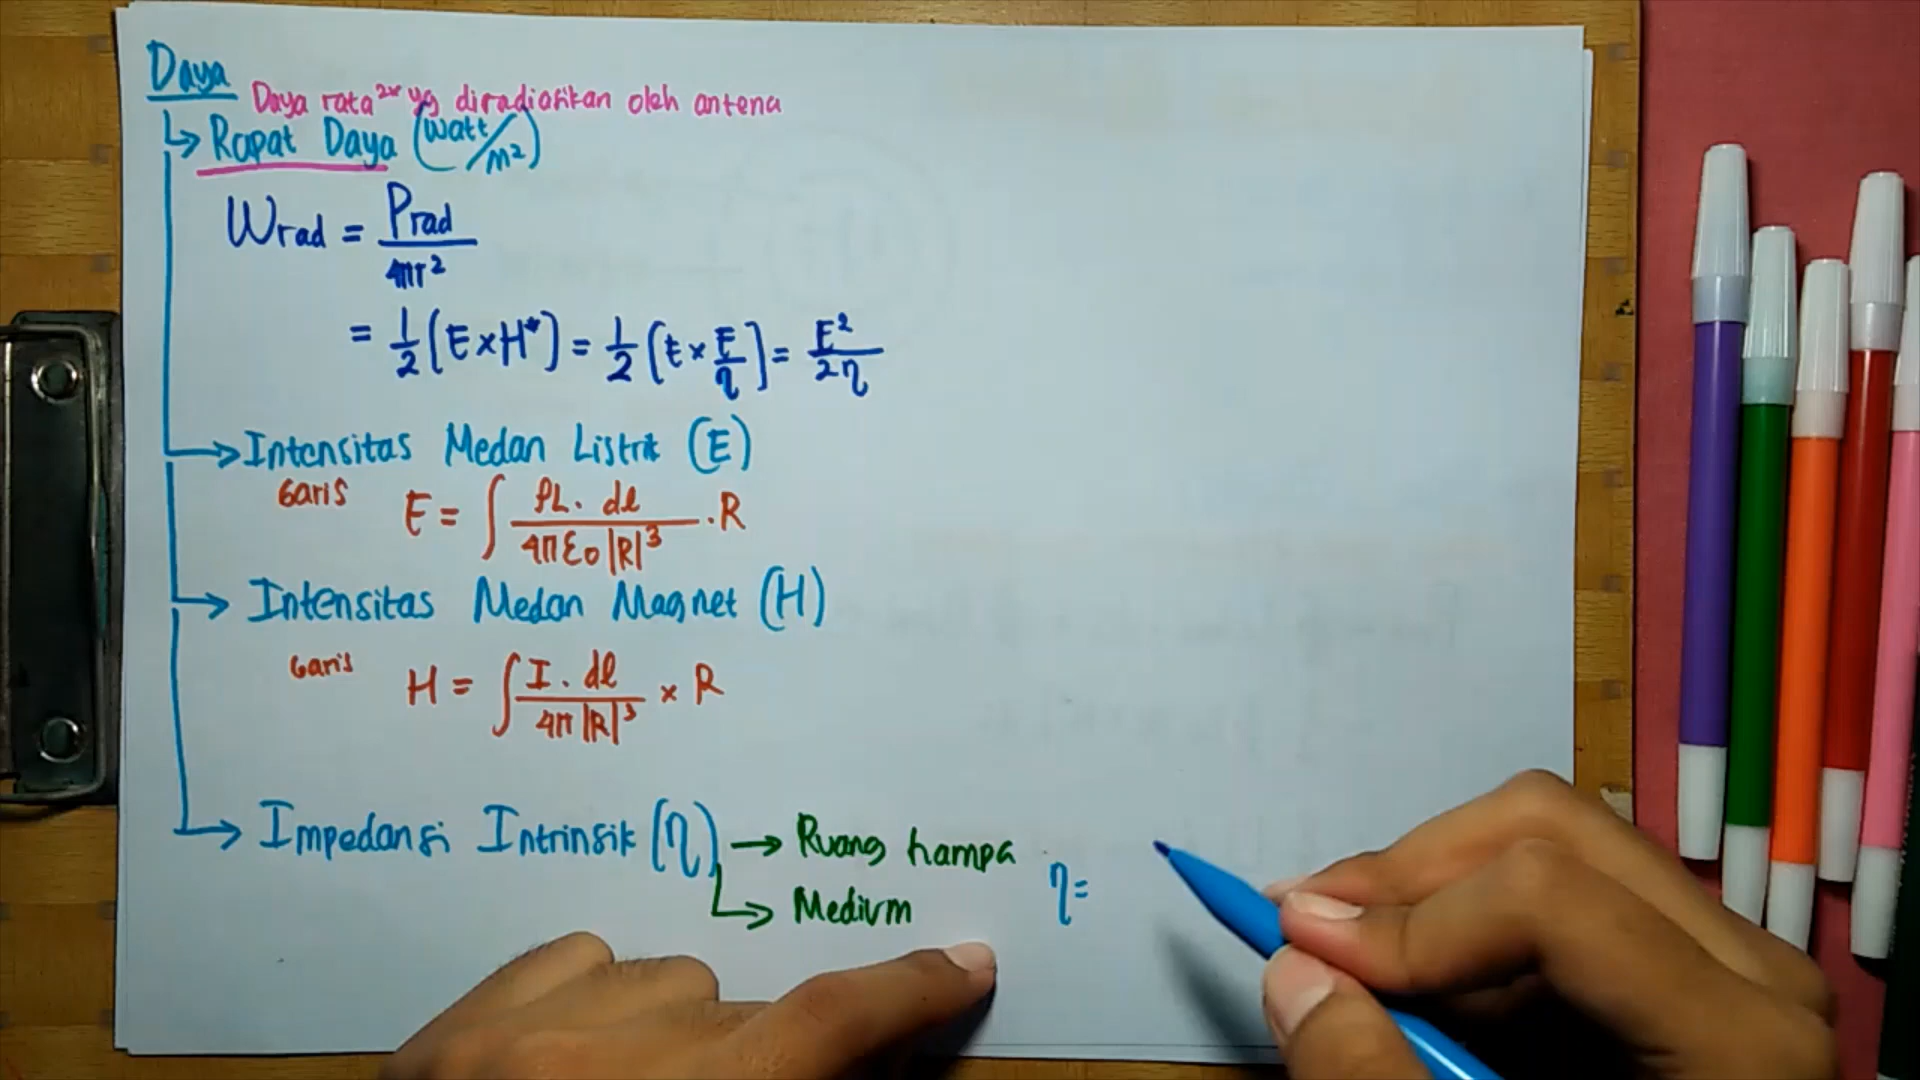 Daya
Daya rata²× yg diradiasikan oleh antena
Rapat Daya (Watt/m²)
Wrad = Prad / 4πr²
= 1/2 (E × H*) = 1/2 (E × E/η) = E² / 2η
Intensitas Medan Listrik (E)
Garis E = ∫ ρL . dl / 4π ε₀ |R|³ . R
Intensitas Medan Magnet (H)
Garis H = ∫ I . dl / 4π |R|³ × R
Impedansi Intrinsik (η) → Ruang hampa
→ Medium η =